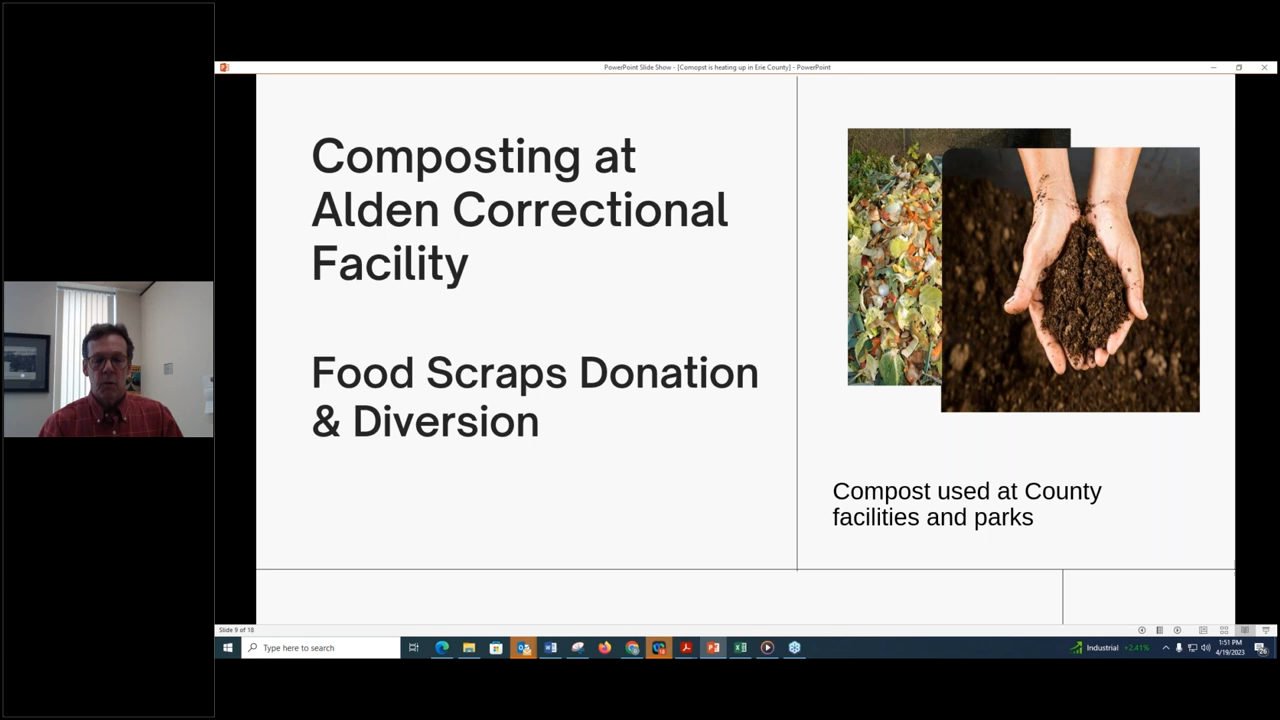 PowerPoint Slide Show - [Comopst is heating up in Erie County] - PowerPoint
Composting at
Alden Correctional
Facility
Food Scraps Donation
& Diversion
Compost used at County
facilities and parks
Slide 9 of 18
Type here to search
Industrial +2.41%
1:51 PM
4/19/2023